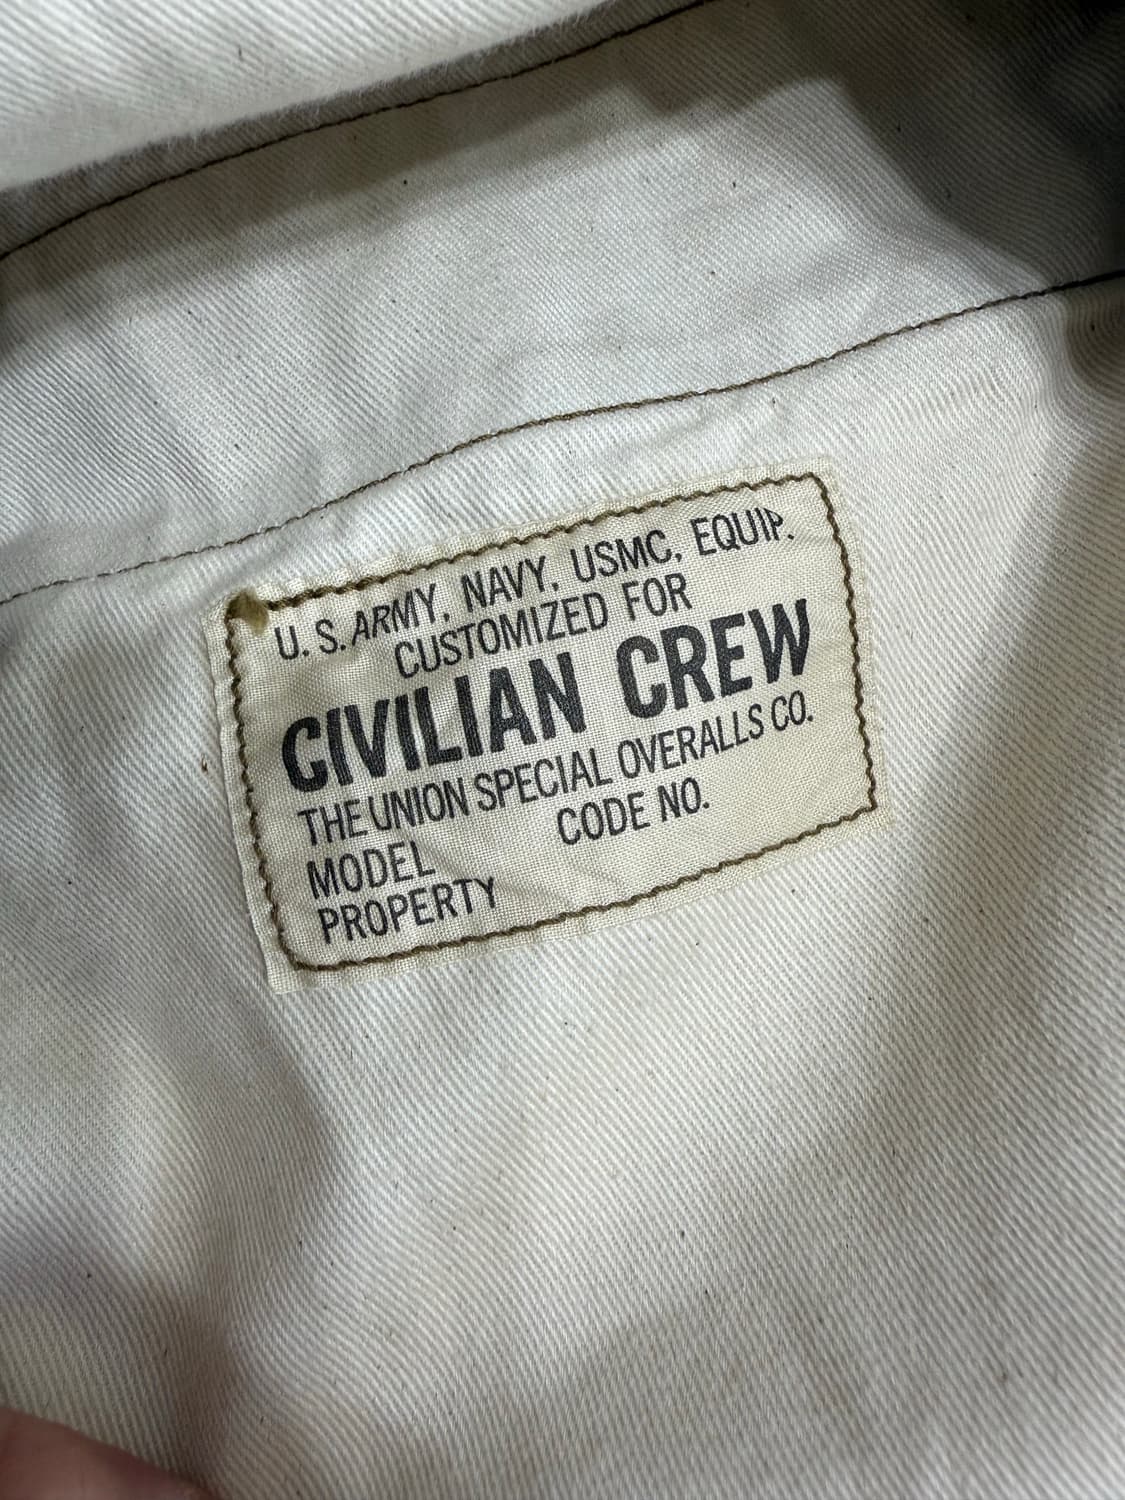 U. S. ARMY, NAVY, USMC, EQUIP.
CUSTOMIZED FOR
CIVILIAN CREW
THE UNION SPECIAL OVERALLS CO.
MODEL CODE NO.
PROPERTY